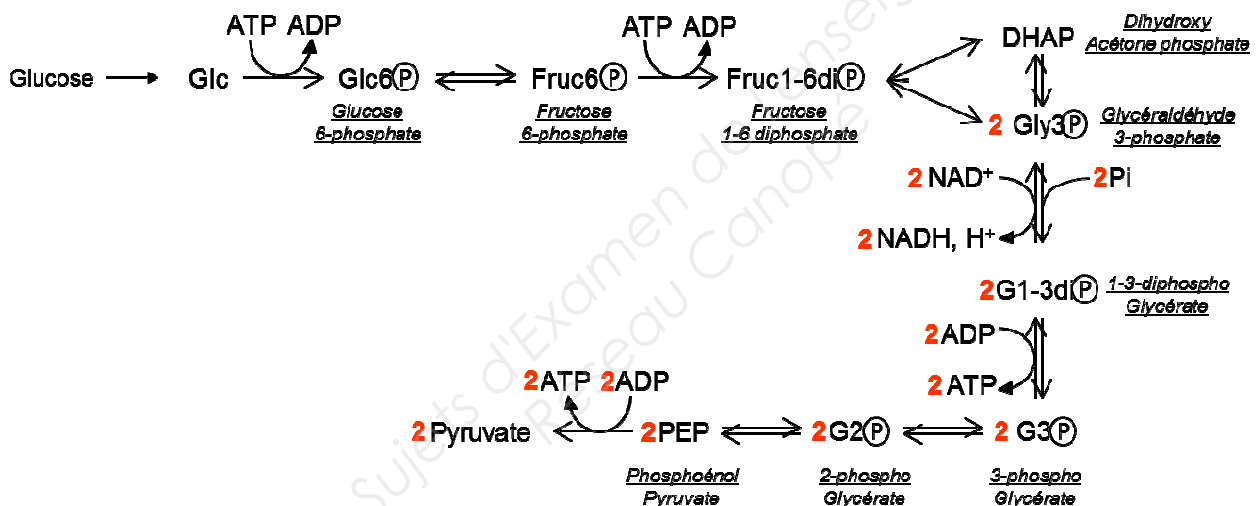 ATP ADP
ATP ADP
DHAP
Dihydroxy
Acétone phosphate
Glucose
Glc
Glc6P
Glucose
6-phosphate
Fruc6P
Fructose
6-phosphate
Fruc1-6diP
Fructose
1-6 diphosphate
2 Gly3P
Glycéraldéhyde
3-phosphate
2 NAD+
2Pi
2 NADH, H+
2G1-3diP
1-3-diphospho
Glycérate
2 ADP
2 ATP
2ATP 2ADP
2 Pyruvate
2PEP
2G2P
2 G3P
Phosphoénol
Pyruvate
2-phospho
Glycérate
3-phospho
Glycérate
Sujets d'Examen de l'enseig
Réseau Canopé